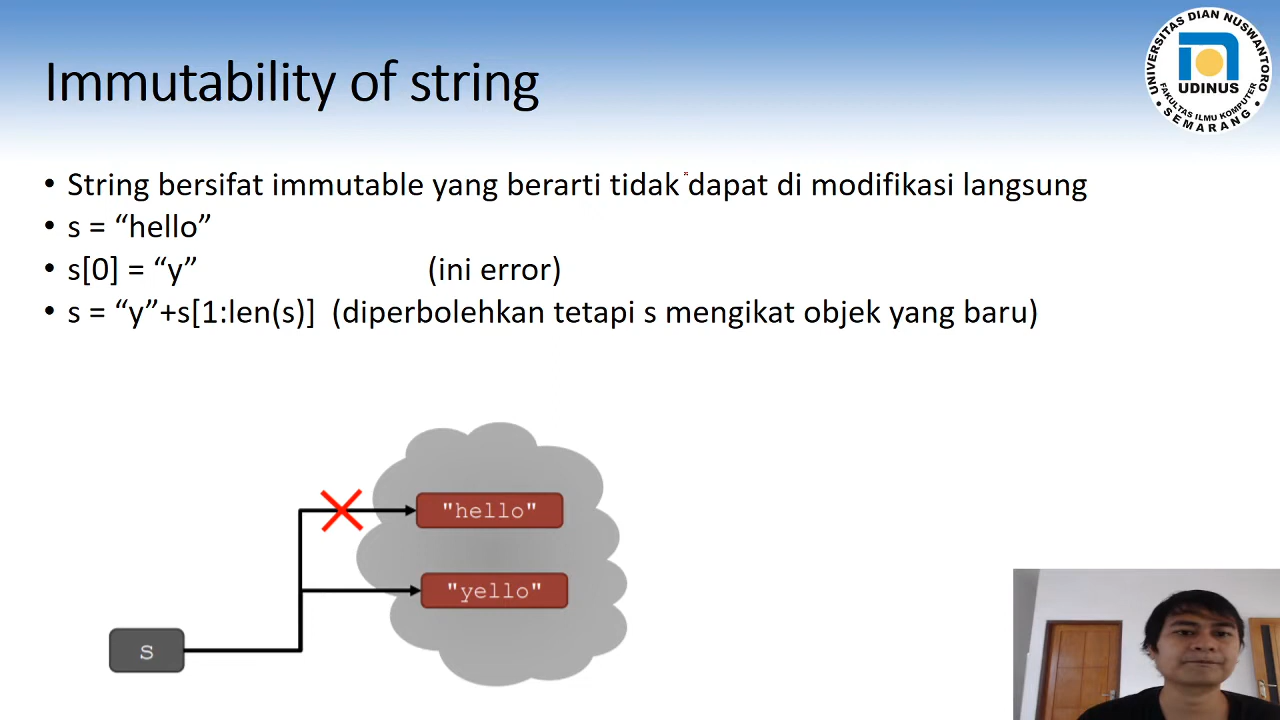 Immutability of string
UNIVERSITAS DIAN NUSWANTORO
UDINUS
FAKULTAS ILMU KOMPUTER
• SEMARANG •
• String bersifat immutable yang berarti tidak dapat di modifikasi langsung
• s = “hello”
• s[0] = “y” (ini error)
• s = “y”+s[1:len(s)] (diperbolehkan tetapi s mengikat objek yang baru)
"hello"
"yello"
s